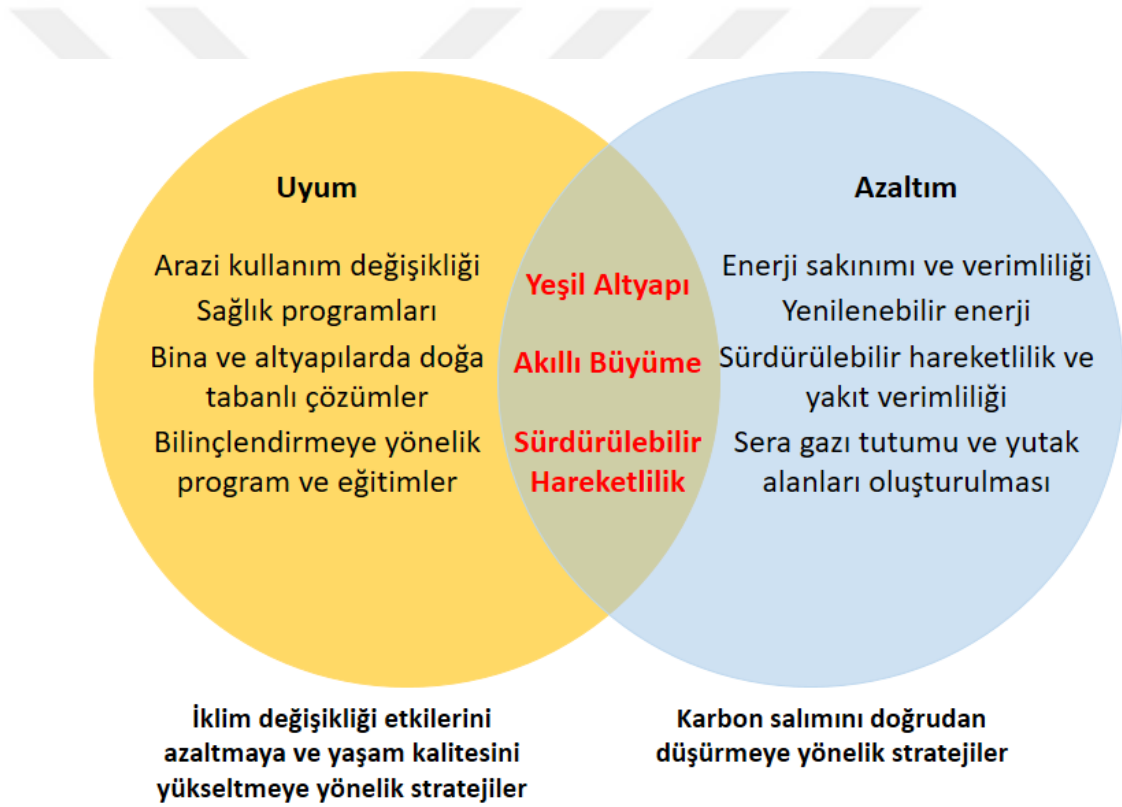 Uyum
Arazi kullanım değişikliği
Sağlık programları
Bina ve altyapılarda doğa
tabanlı çözümler
Bilinçlendirmeye yönelik
program ve eğitimler
Yeşil Altyapı
Akıllı Büyüme
Sürdürülebilir
Hareketlilik
Azaltım
Enerji sakınımı ve verimliliği
Yenilenebilir enerji
Sürdürülebilir hareketlilik ve
yakıt verimliliği
Sera gazı tutumu ve yutak
alanları oluşturulması
İklim değişikliği etkilerini
azaltmaya ve yaşam kalitesini
yükseltmeye yönelik stratejiler
Karbon salımını doğrudan
düşürmeye yönelik stratejiler